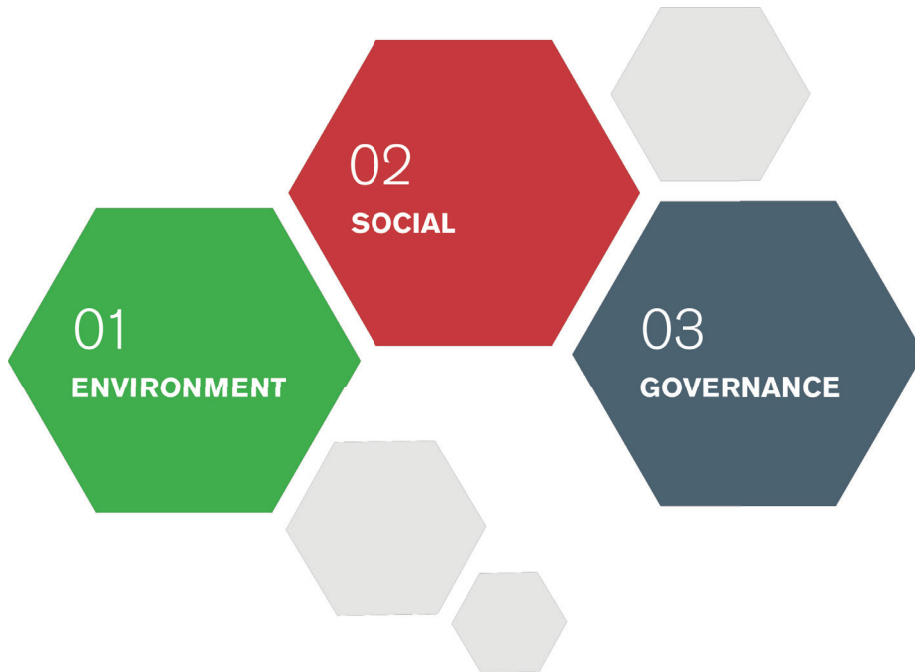 01
ENVIRONMENT
02
SOCIAL
03
GOVERNANCE